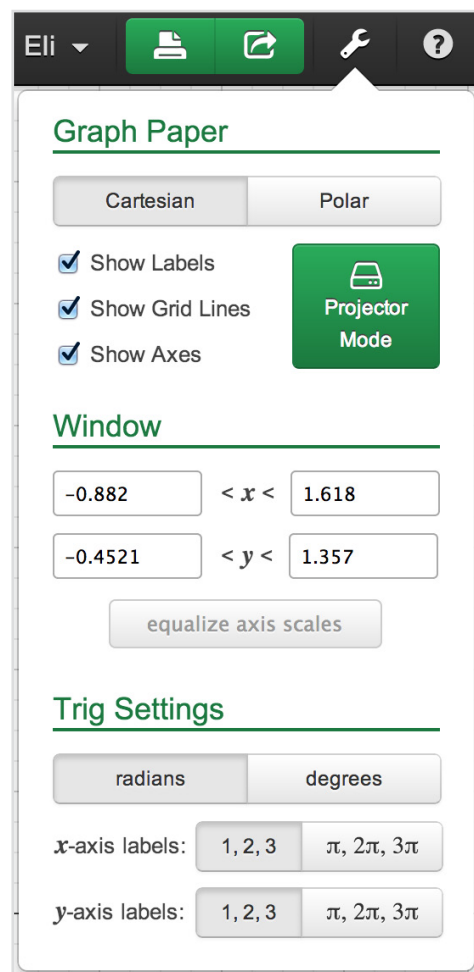 Eli
?
Graph Paper
Cartesian Polar
Show Labels
Show Grid Lines
Show Axes
Projector
Mode
Window
-0.882 < x < 1.618
-0.4521 < y < 1.357
equalize axis scales
Trig Settings
radians degrees
x-axis labels: 1, 2, 3 π, 2π, 3π
y-axis labels: 1, 2, 3 π, 2π, 3π